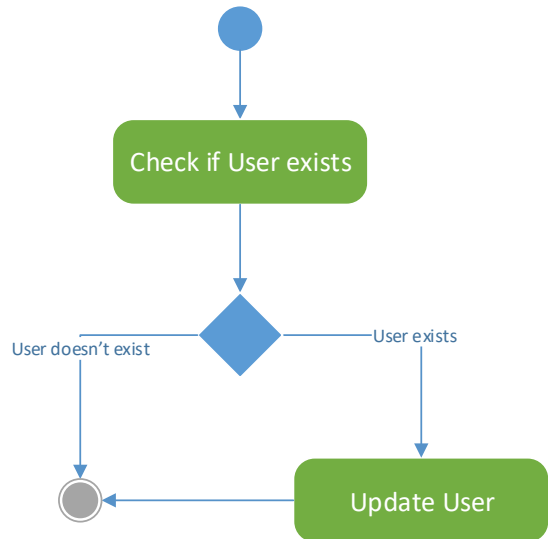 Check if User exists
User doesn't exist
User exists
Update User